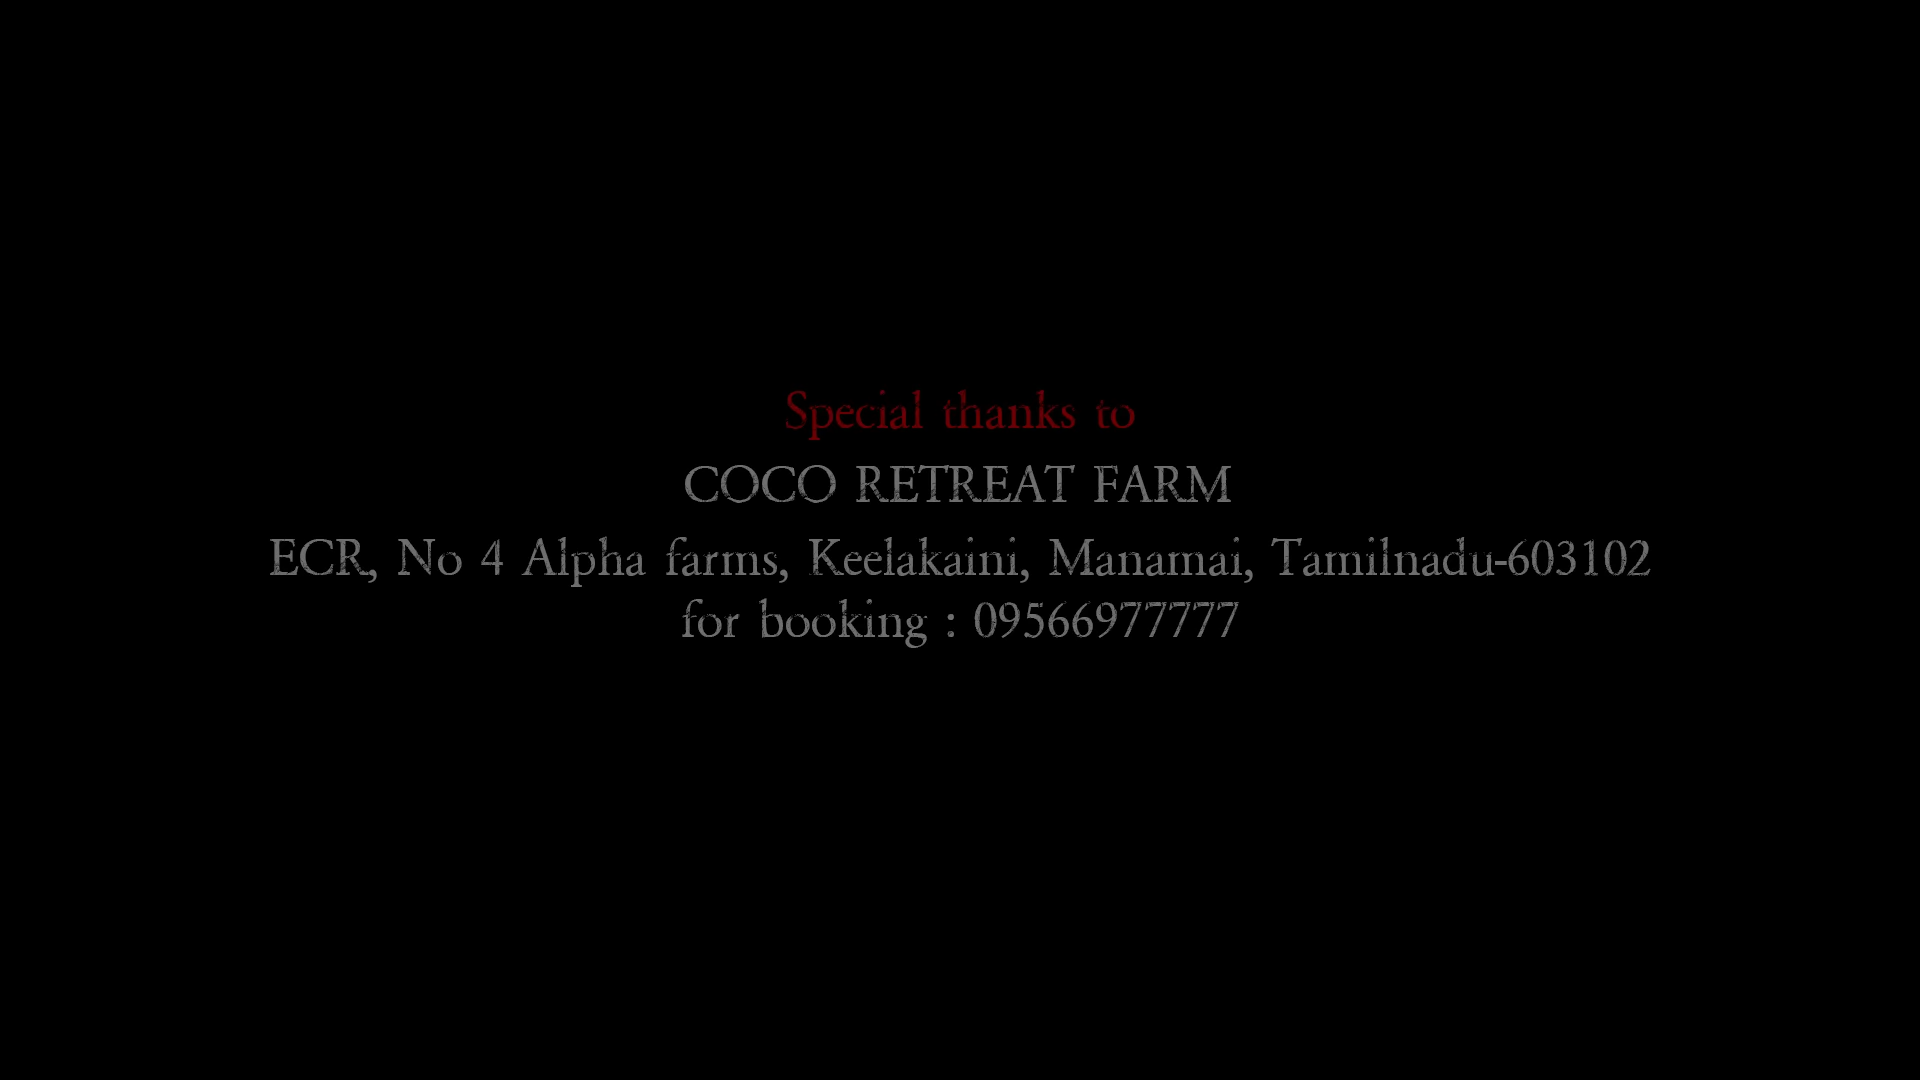 Special thanks to
COCO RETREAT FARM
ECR, No 4 Alpha farms, Keelakaini, Manamai, Tamilnadu-603102
for booking : 09566977777